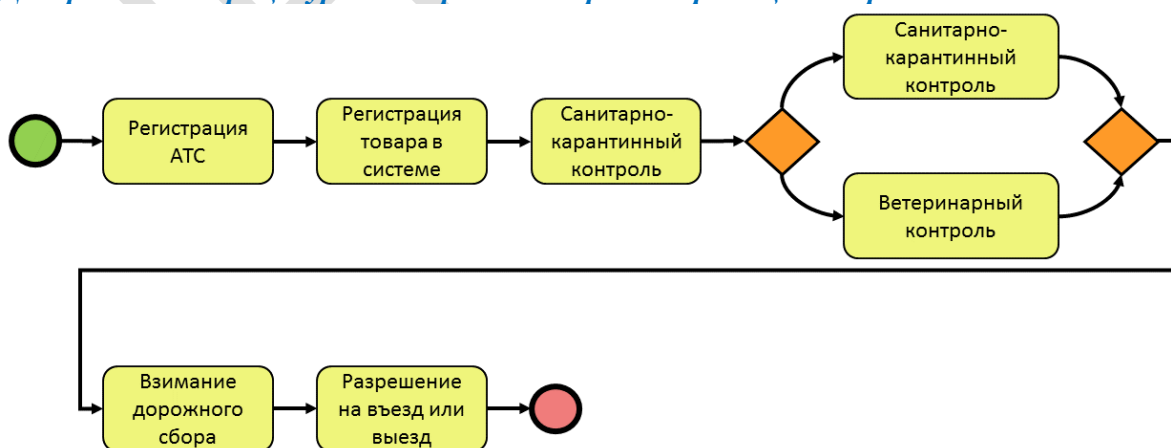 Регистрация
АТС
Регистрация
товара в
системе
Санитарно-
карантинный
контроль
Санитарно-
карантинный
контроль
Ветеринарный
контроль
Взимание
дорожного
сбора
Разрешение
на въезд или
выезд